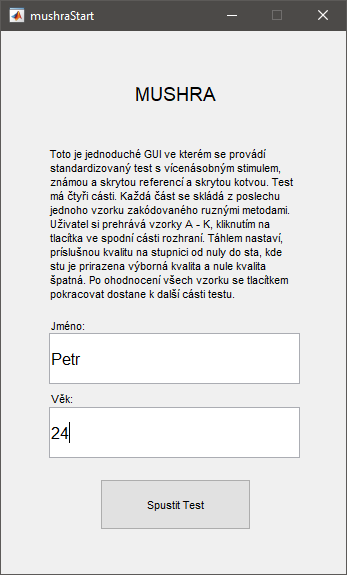 mushraStart
MUSHRA
Toto je jednoduché GUI ve kterém se provádí
standardizovaný test s vícenásobným stimulem,
známou a skrytou referencí a skrytou kotvou. Test
má čtyři cásti. Každá část se skládá z poslechu
jednoho vzorku zakódovaného ruznými metodami.
Uživatel si prehrává vzorky A - K, kliknutím na
tlacítka ve spodní cásti rozhraní. Táhlem nastaví,
príslušnou kvalitu na stupnici od nuly do sta, kde
stu je prirazena výborná kvalita a nule kvalita
špatná. Po ohodnocení všech vzorku se tlacítkem
pokracovat dostane k další cásti testu.
Jméno:
Petr
Věk:
24
Spustit Test